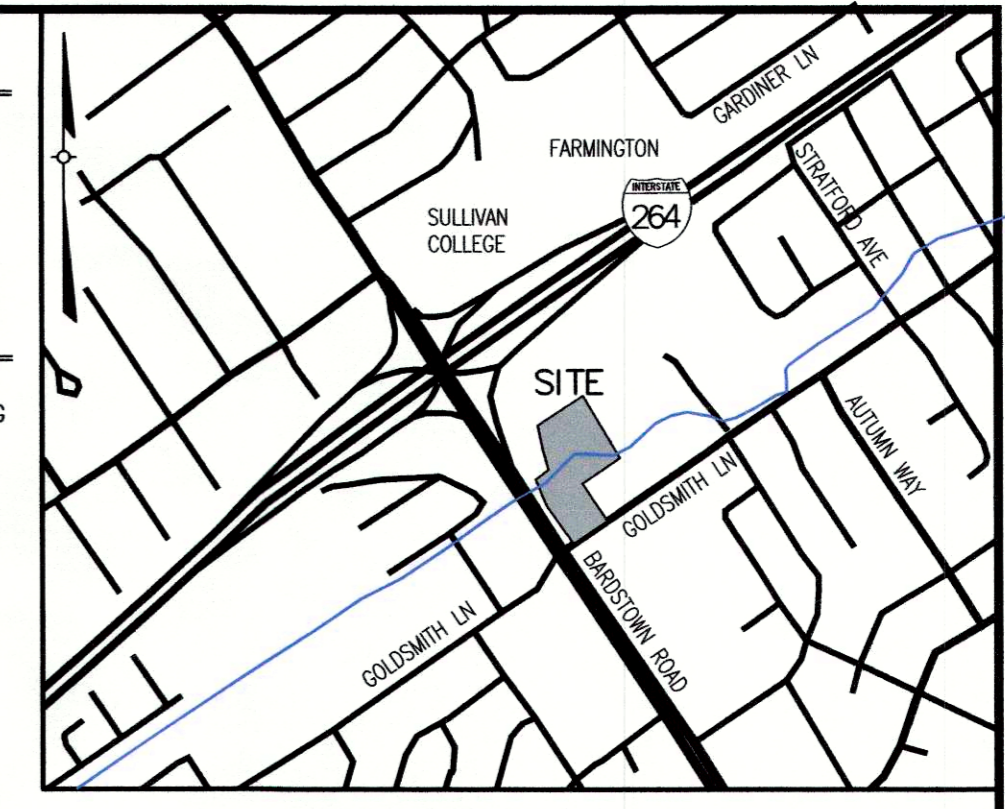 GARDINER LN
FARMINGTON
INTERSTATE
264
STRATFORD AVE
SULLIVAN
COLLEGE
SITE
G
AUTUMN WAY
GOLDSMITH LN
BARDSTOWN ROAD
GOLDSMITH LN